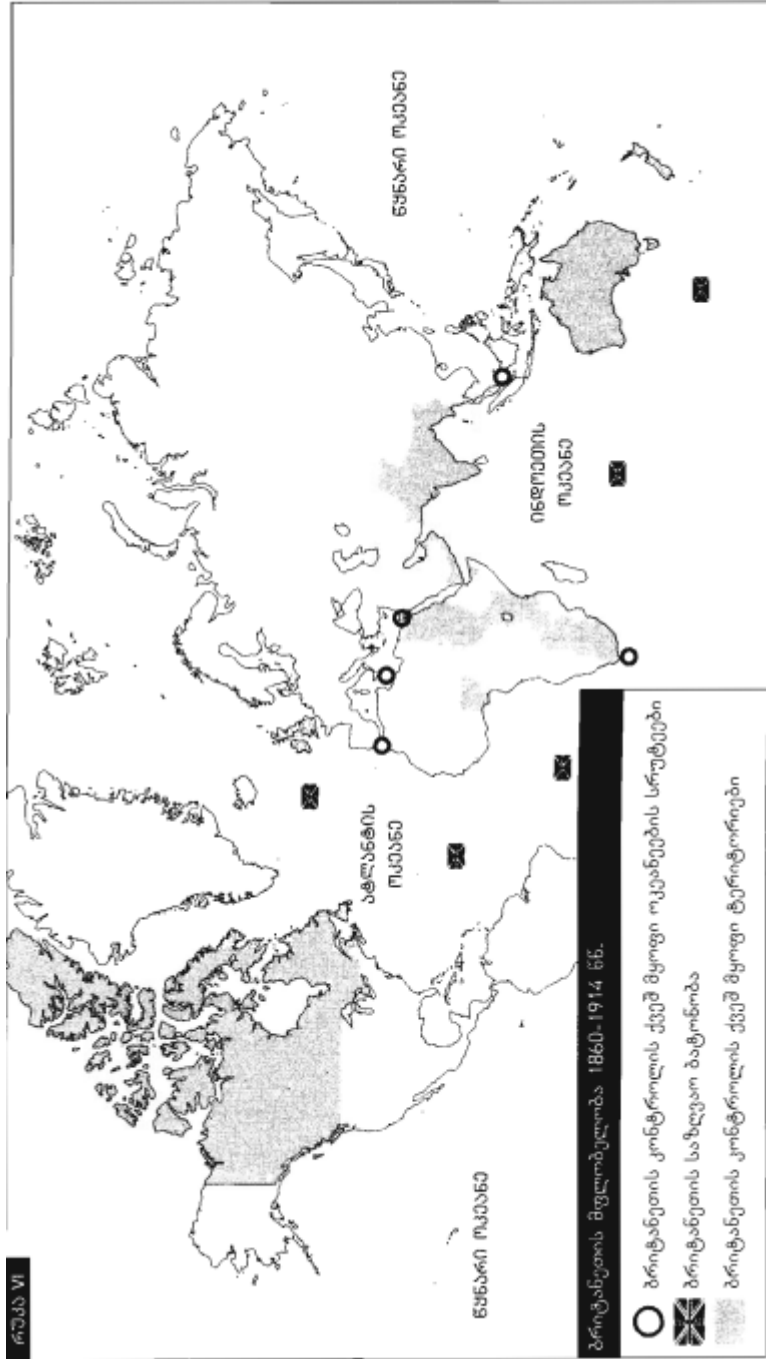 რუკა VI
წყნარი ოკეანე
ატლანტის
ოკეანე
ინდოეთის
ოკეანე
წყნარი ოკეანე
ბრიტანეთის მფლობელობა 1860-1914 წწ.
ბრიტანეთის კონტროლის ქვეშ მყოფი ოკეანეების სრუტეები
ბრიტანეთის საზღვაო ბატონობა
ბრიტანეთის კონტროლის ქვეშ მყოფი ტერიტორიები